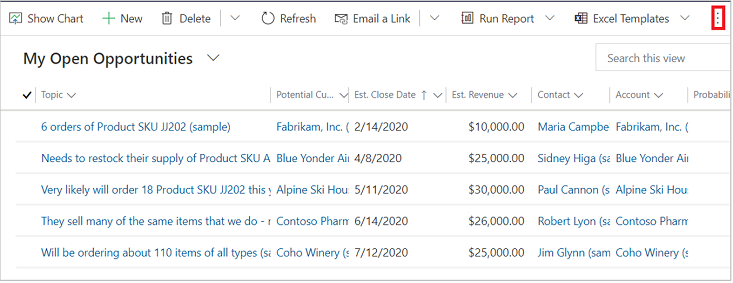 Show Chart New Delete Refresh Email a Link Run Report Excel Templates
My Open Opportunities
Search this view
Topic Potential Cu... Est. Close Date Est. Revenue Contact Account Probabili
6 orders of Product SKU JJ202 (sample) Fabrikam, Inc. ( 2/14/2020 $10,000.00 Maria Campbe Fabrikam, Inc. (
Needs to restock their supply of Product SKU A Blue Yonder Air 4/8/2020 $25,000.00 Sidney Higa (sa Blue Yonder Air
Very likely will order 18 Product SKU JJ202 this y Alpine Ski Hou 5/11/2020 $30,000.00 Paul Cannon (s Alpine Ski Hou
They sell many of the same items that we do - r Contoso Pharm 6/14/2020 $26,000.00 Robert Lyon (sa Contoso Pharm
Will be ordering about 110 items of all types (sa Coho Winery (s 7/12/2020 $25,000.00 Jim Glynn (sam Coho Winery (s